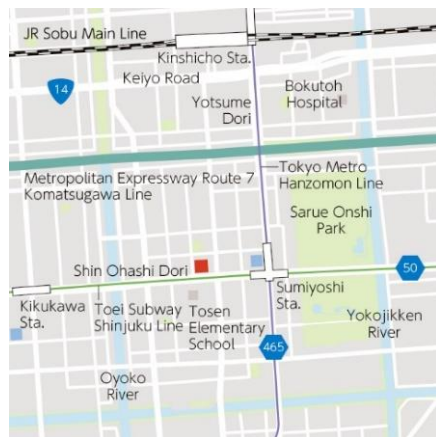 JR Sobu Main Line
Kinshicho Sta.
Keiyo Road
14
Yotsume
Dori
Bokutoh
Hospital
Metropolitan Expressway Route 7
Komatsugawa Line
Tokyo Metro
Hanzomon Line
Sarue Onshi
Park
Shin Ohashi Dori
50
Kikukawa
Sta.
Toei Subway
Shinjuku Line
Tosen
Elementary
School
Sumiyoshi
Sta.
Yokojikken
River
465
Oyoko
River